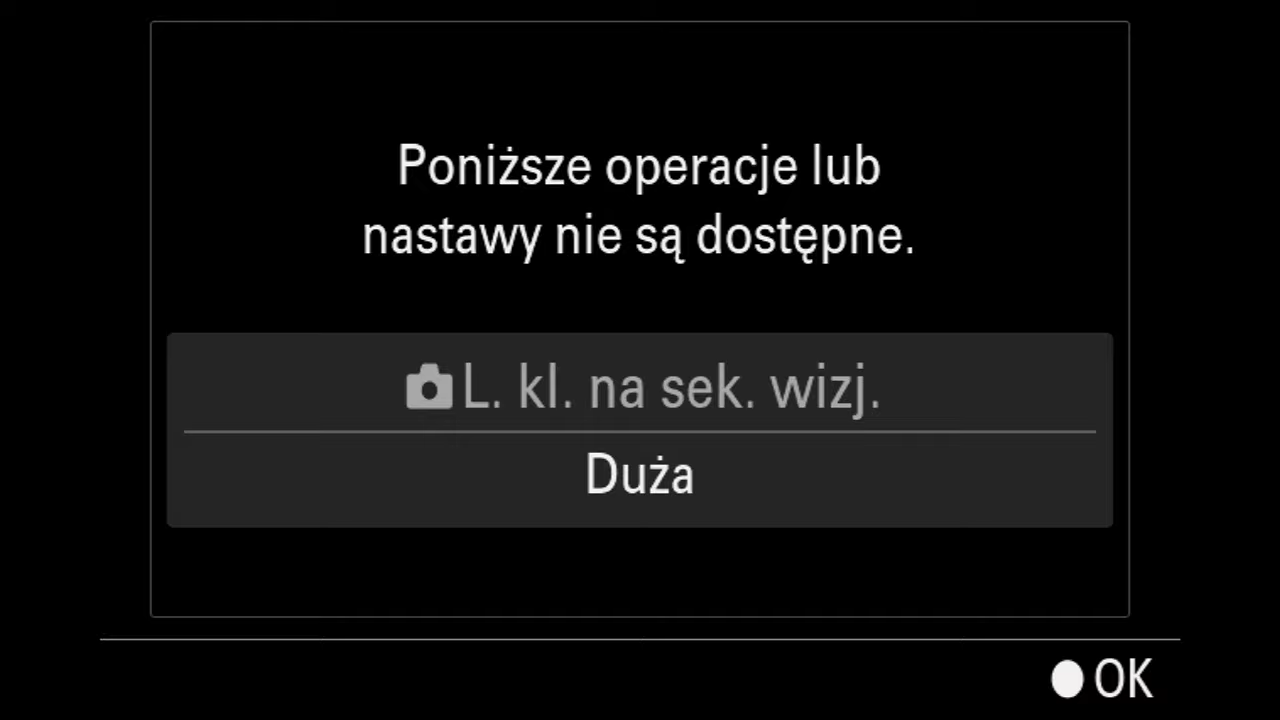 Poniższe operacje lub
nastawy nie są dostępne.
L. kl. na sek. wizj.
Duża
OK